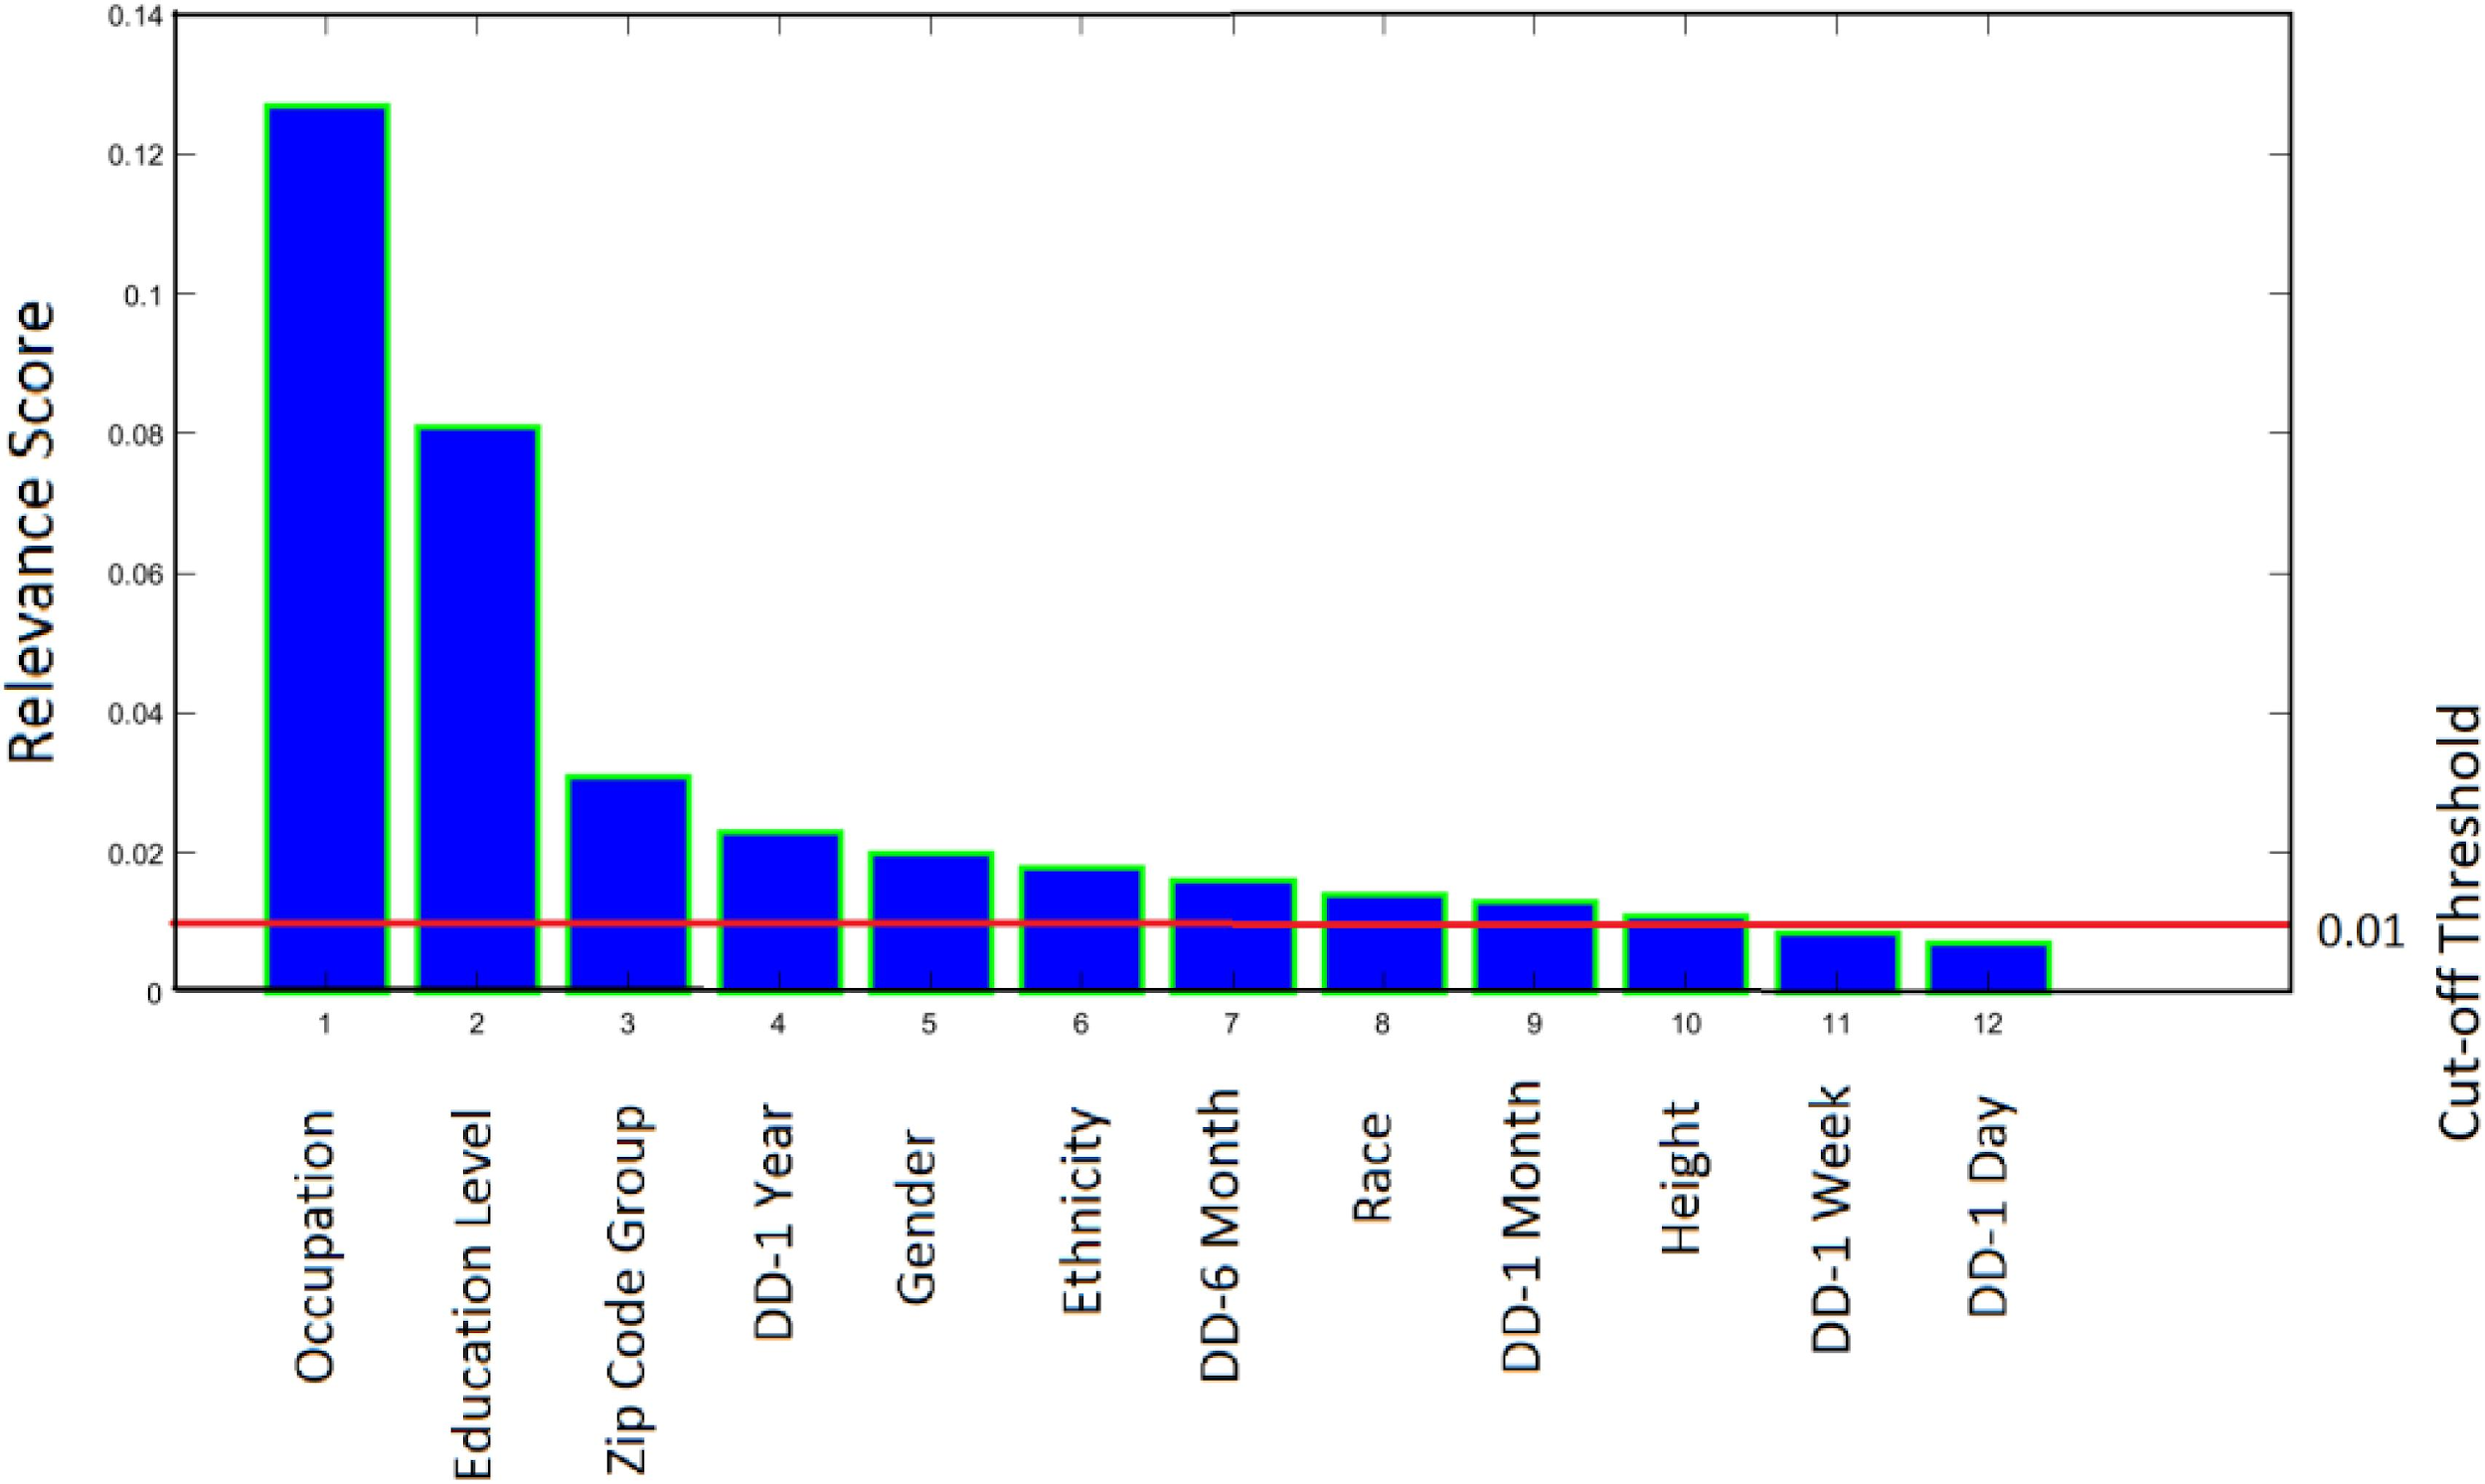 Relevance Score
0.14
0.12
0.1
0.08
0.06
0.04
0.02
0
1 2 3 4 5 6 7 8 9 10 11 12
Occupation
Education Level
Zip Code Group
DD-1 Year
Gender
Ethnicity
DD-6 Month
Race
DD-1 Month
Height
DD-1 Week
DD-1 Day
0.01
Cut-off Threshold